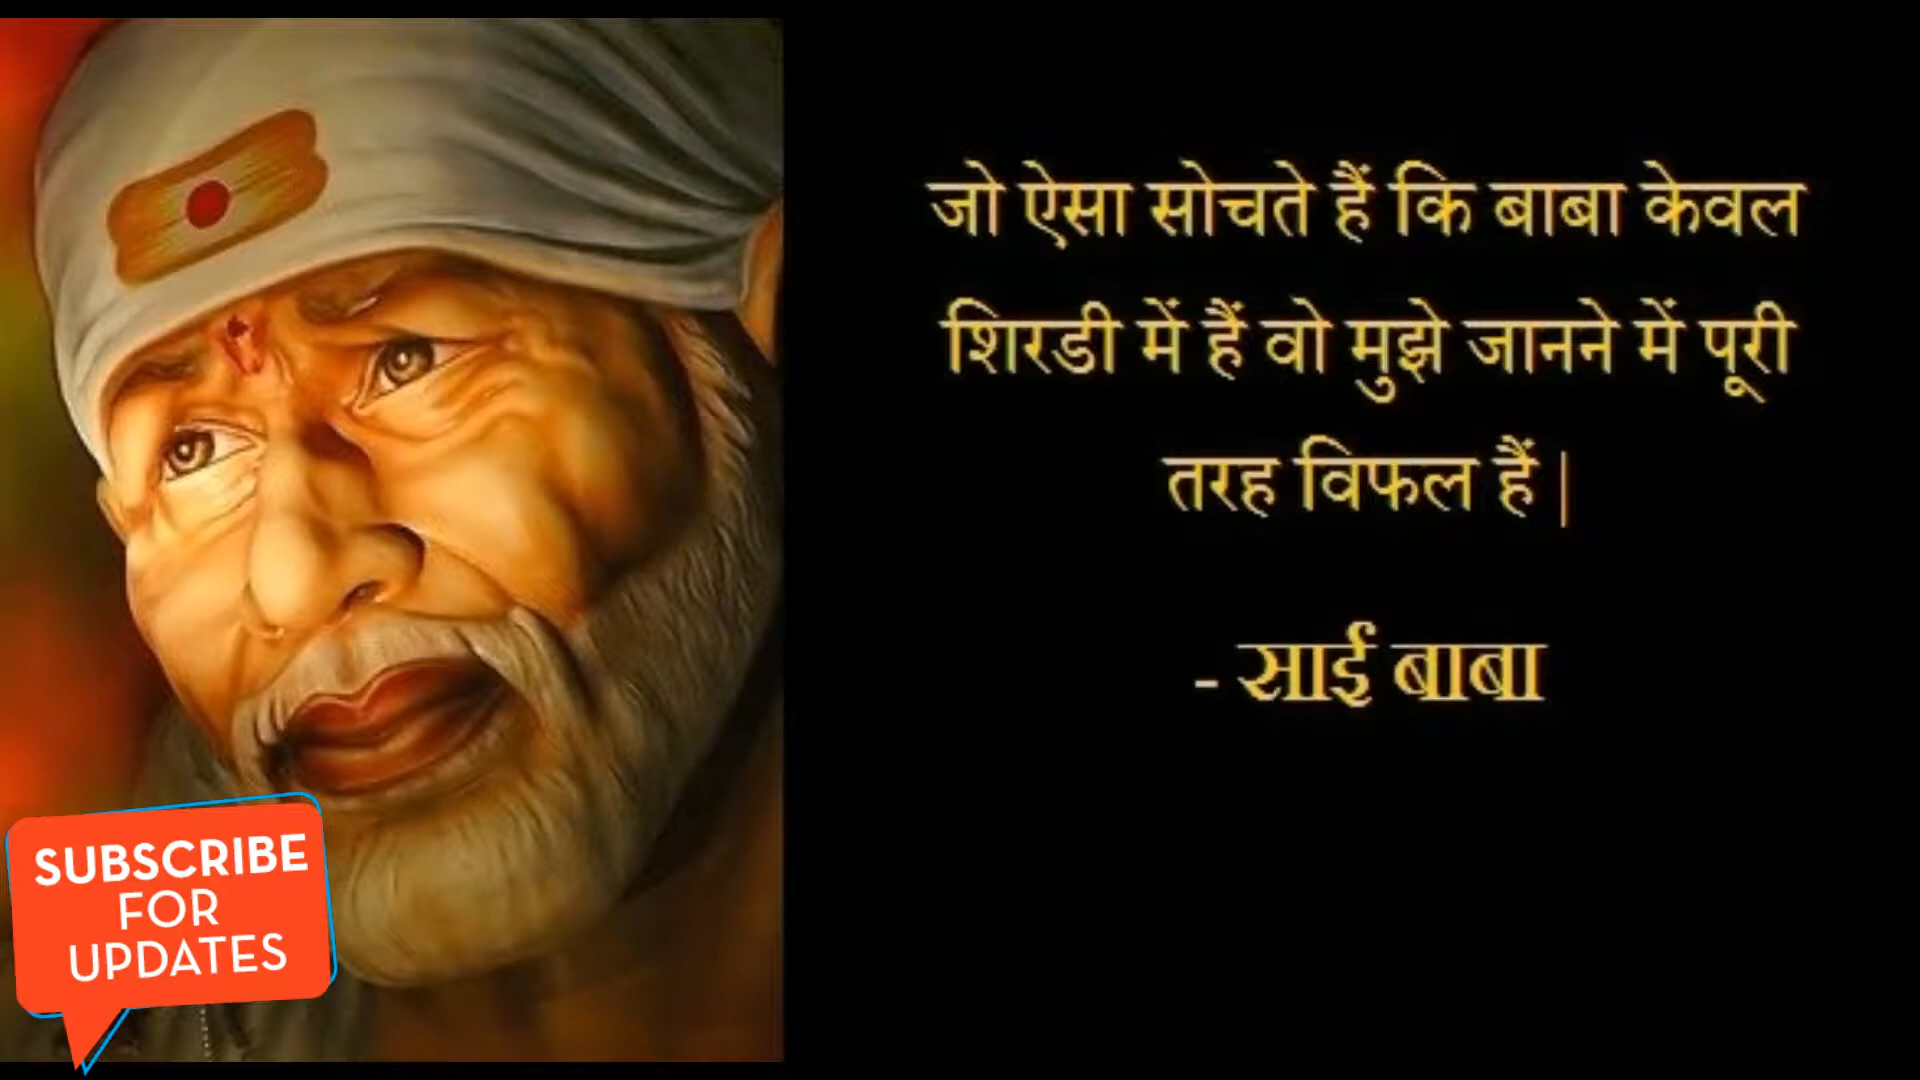 जो ऐसा सोचते हैं कि बाबा केवल
शिरडी में हैं वो मुझे जानने में पूरी
तरह विफल हैं|
- साईं बाबा
SUBSCRIBE
FOR
UPDATES